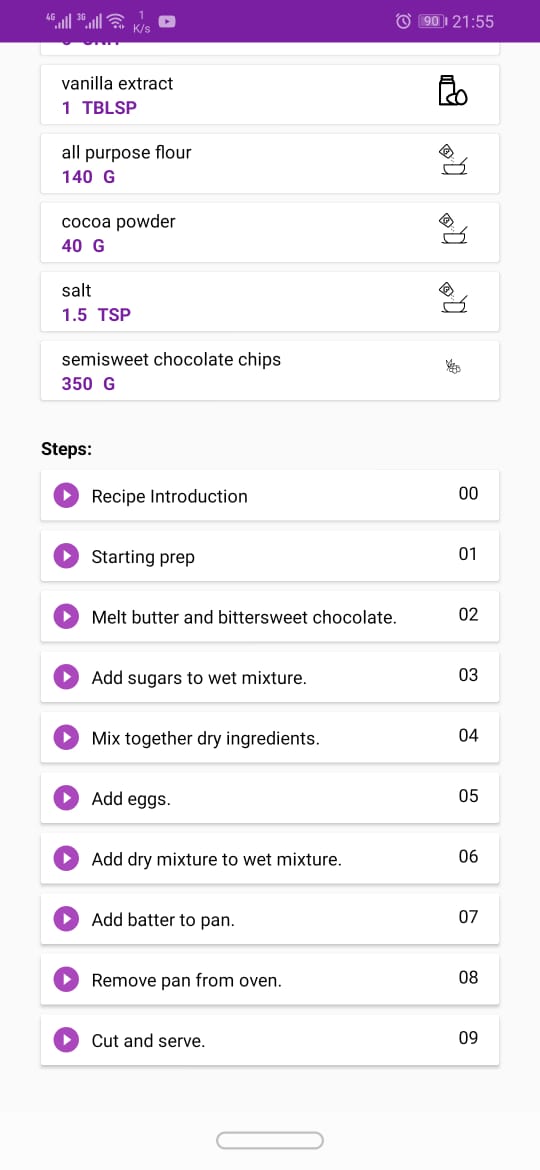 4G 3G 1 K/s 90 21:55
vanilla extract
1 TBLSP
all purpose flour
140 G
cocoa powder
40 G
salt
1.5 TSP
semisweet chocolate chips
350 G
Steps:
Recipe Introduction 00
Starting prep 01
Melt butter and bittersweet chocolate. 02
Add sugars to wet mixture. 03
Mix together dry ingredients. 04
Add eggs. 05
Add dry mixture to wet mixture. 06
Add batter to pan. 07
Remove pan from oven. 08
Cut and serve. 09